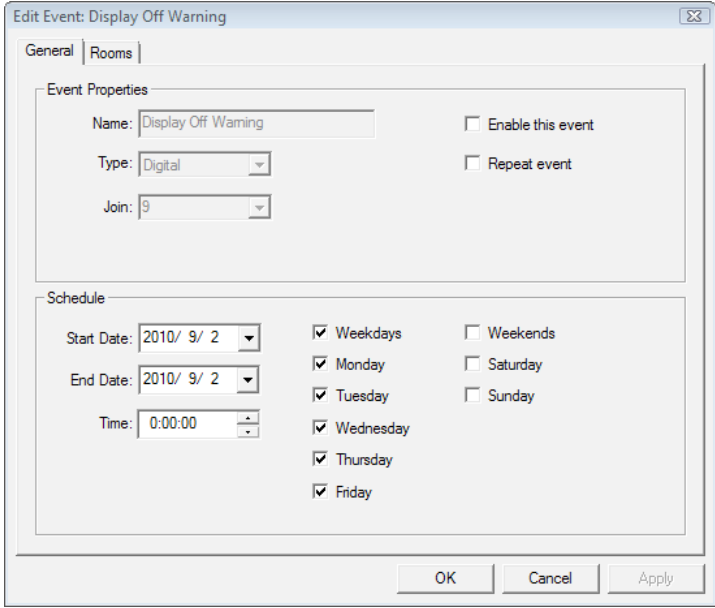 Edit Event: Display Off Warning
General Rooms
Event Properties
Name: Display Off Warning Enable this event
Type: Digital Repeat event
Join: 9
Schedule
Start Date: 2010/ 9/ 2 Weekdays Weekends
Monday Saturday
End Date: 2010/ 9/ 2 Tuesday Sunday
Time: 0:00:00 Wednesday
Thursday
Friday
OK Cancel Apply